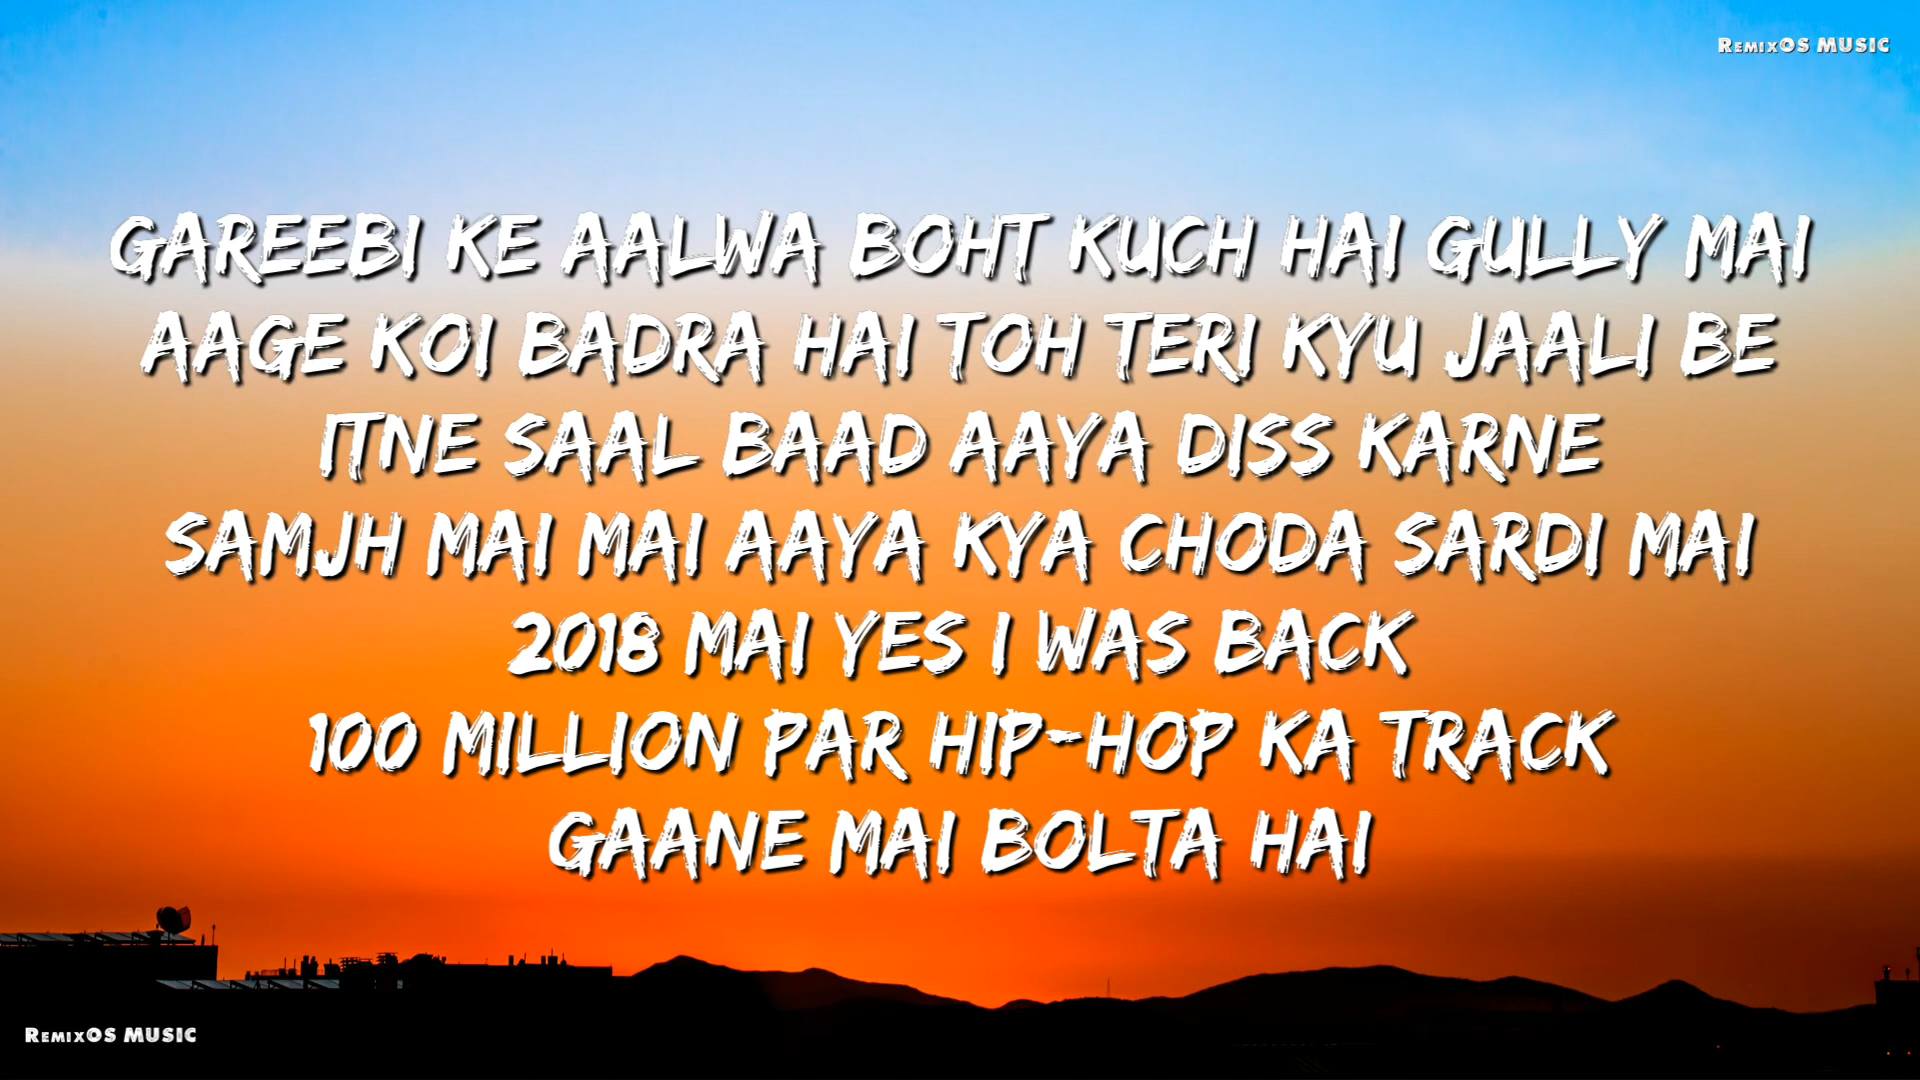 RemixOS MUSIC
GAREEBI KE AALWA BOHT KUCH HAI GULLY MAI
AAGE KOI BADRA HAI TOH TERI KYU JAALI BE
ITNE SAAL BAAD AAYA DISS KARNE
SAMJH MAI MAI AAYA KYA CHODA SARDI MAI
2018 MAI YES I WAS BACK
100 MILLION PAR HIP-HOP KA TRACK
GAANE MAI BOLTA HAI
RemixOS MUSIC